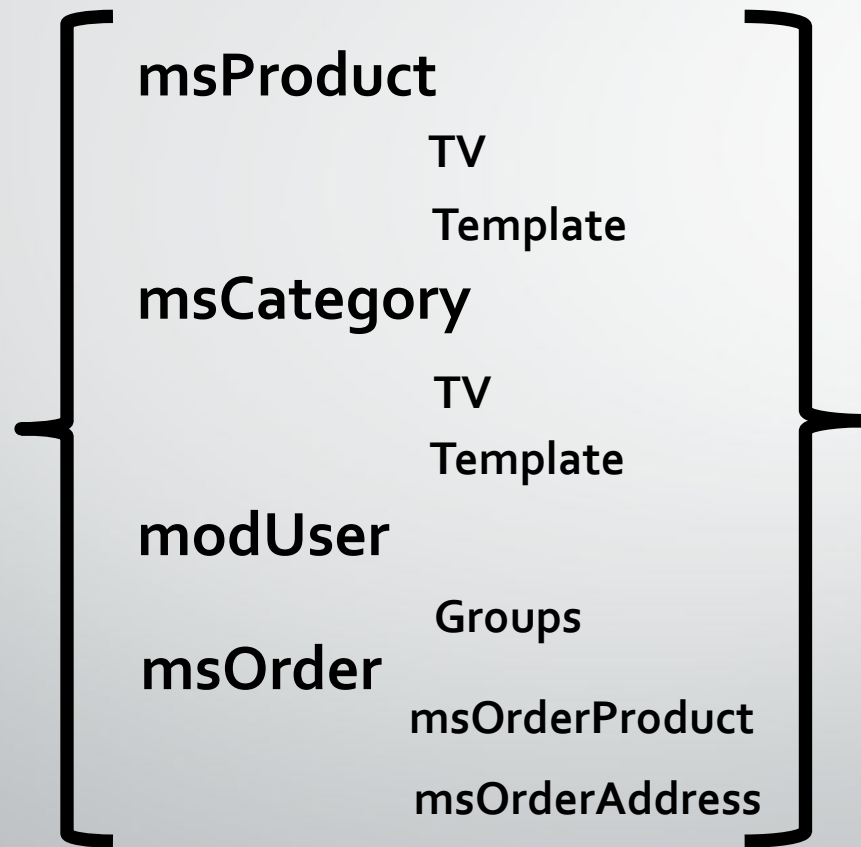 msProduct
TV
Template
msCategory
TV
Template
modUser
Groups
msOrder
msOrderProduct
msOrderAddress